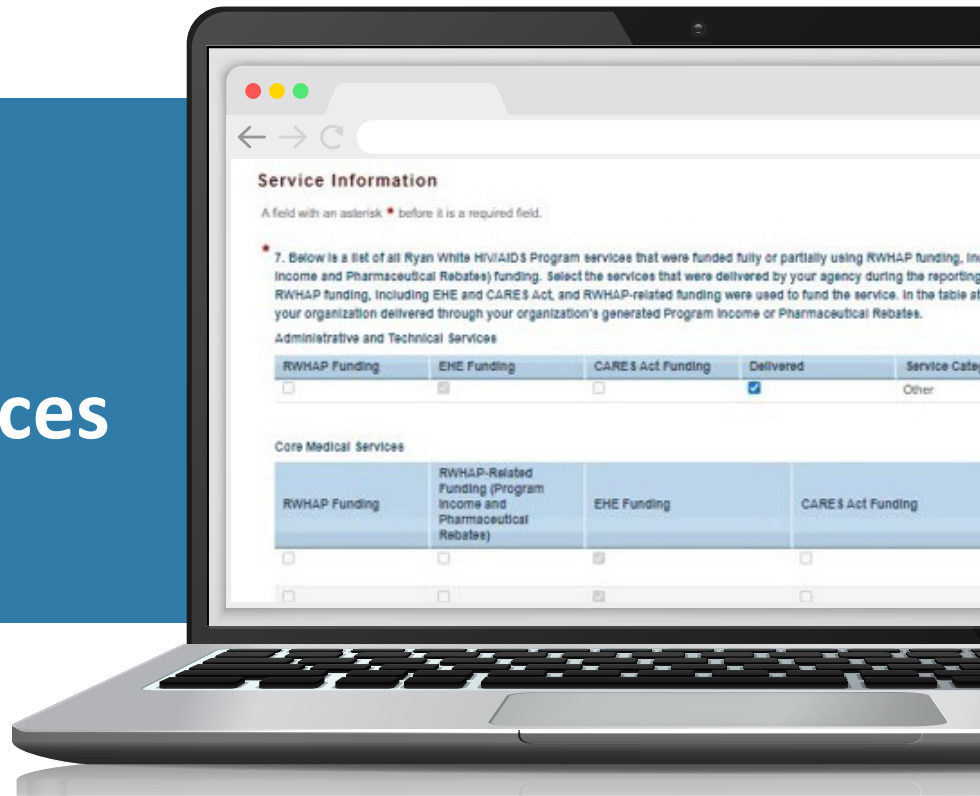 ces
Service Information
A field with an asterisk * before it is a required field.
* 7. Below is a list of all Ryan White HIV/AIDS Program services that were funded fully or partially using RWHAP funding, inc
Income and Pharmaceutical Rebates) funding. Select the services that were delivered by your agency during the reporting
RWHAP funding, including EHE and CARES Act, and RWHAP-related funding were used to fund the service. In the table al
your organization delivered through your organization's generated Program Income or Pharmaceutical Rebates.
Administrative and Technical Services
RWHAP Funding EHE Funding CARES Act Funding Delivered Service Categ
Other
Core Medical Services
RWHAP Funding
RWHAP-Related
Funding (Program
Income and
Pharmaceutical
Rebates)
EHE Funding
CARES Act Funding